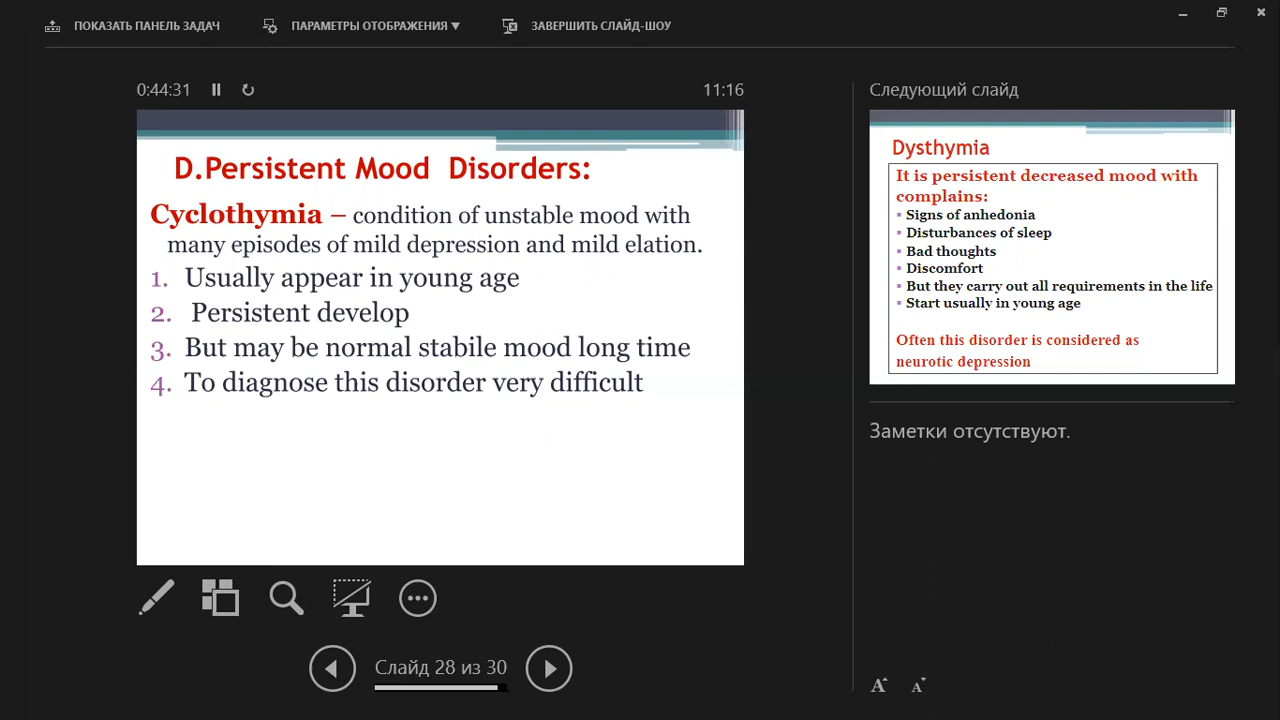 ПОКАЗАТЬ ПАНЕЛЬ ЗАДАЧ ПАРАМЕТРЫ ОТОБРАЖЕНИЯ ▼ ЗАВЕРШИТЬ СЛАЙД-ШОУ
0:44:31 11:16
D.Persistent Mood Disorders:
Cyclothymia – condition of unstable mood with
many episodes of mild depression and mild elation.
1. Usually appear in young age
2. Persistent develop
3. But may be normal stabile mood long time
4. To diagnose this disorder very difficult
Слайд 28 из 30
Следующий слайд
Dysthymia
It is persistent decreased mood with
complains:
▪ Signs of anhedonia
▪ Disturbances of sleep
▪ Bad thoughts
▪ Discomfort
▪ But they carry out all requirements in the life
▪ Start usually in young age
Often this disorder is considered as
neurotic depression
Заметки отсутствуют.
A A